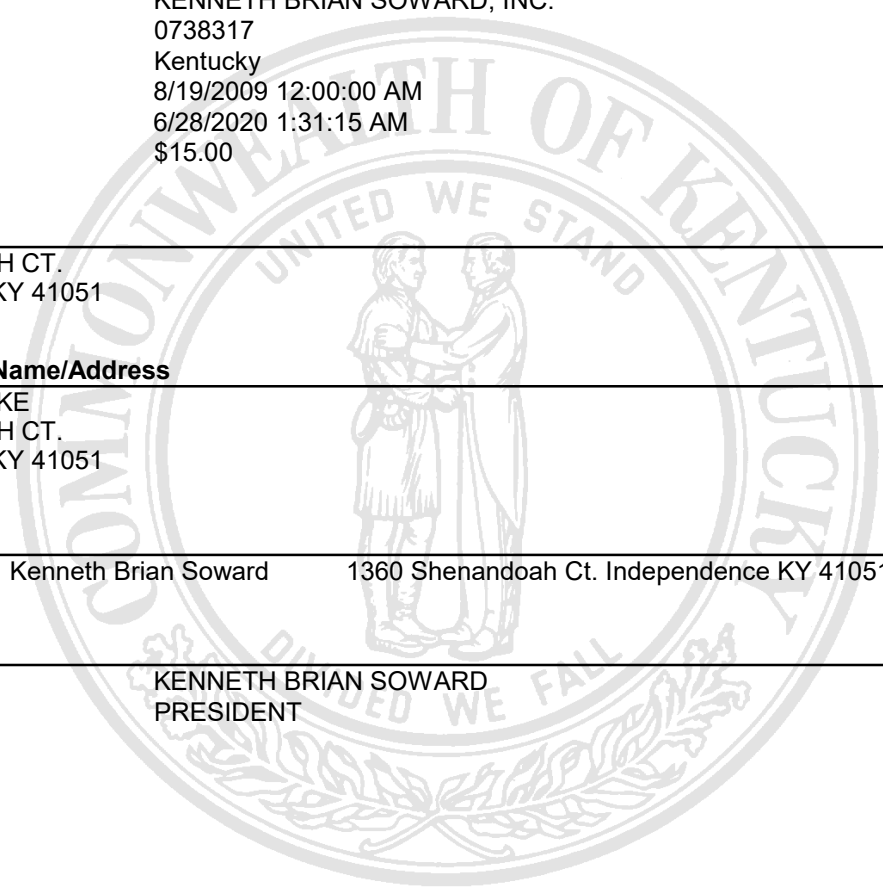 KENNETH BRIAN SOWARD, INC.
0738317
Kentucky
8/19/2009 12:00:00 AM
6/28/2020 1:31:15 AM
$15.00
COMMONWEALTH OF KENTUCKY
UNITED WE STAND
H CT.
KY 41051
Name/Address
KE
H CT.
KY 41051
Kenneth Brian Soward 1360 Shenandoah Ct. Independence KY 41051
DIVIDED WE FALL
KENNETH BRIAN SOWARD
PRESIDENT